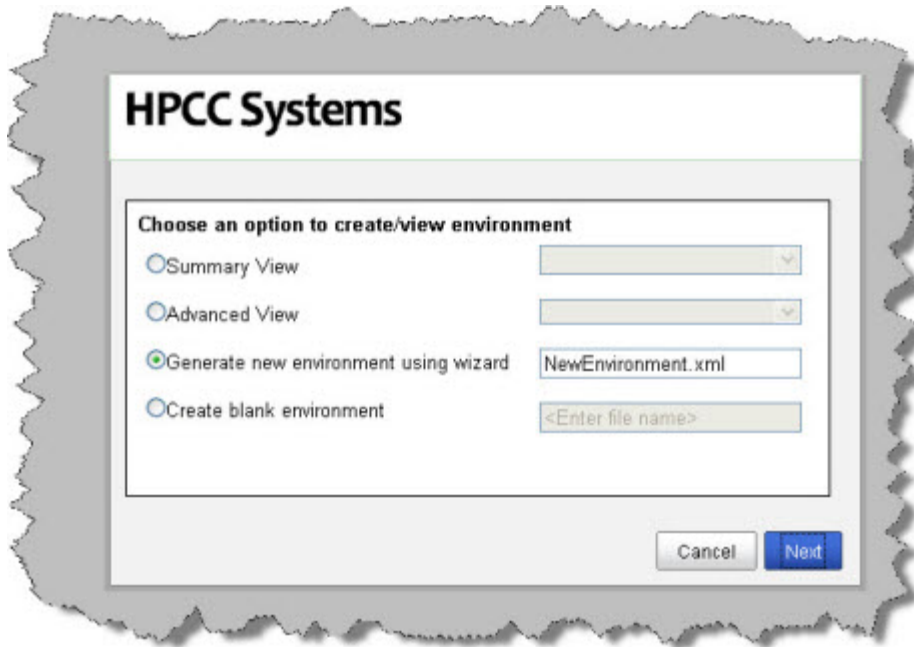 HPCC Systems
Choose an option to create/view environment
Summary View
Advanced View
Generate new environment using wizard
NewEnvironment.xml
Create blank environment
<Enter file name>
Cancel
Next